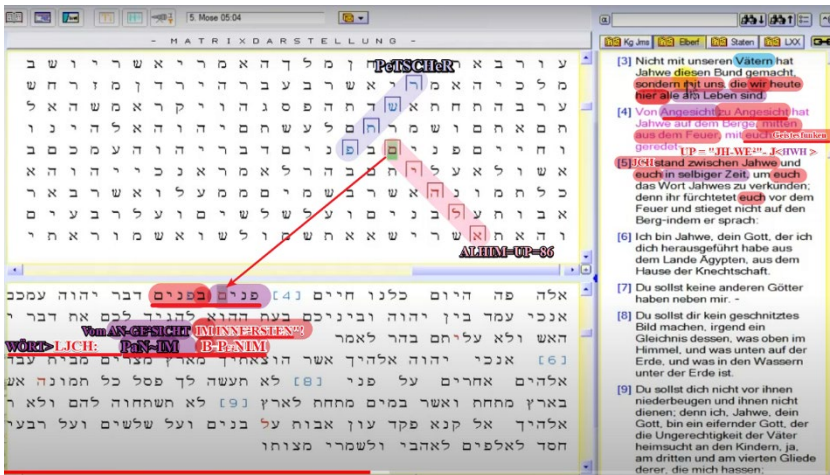 5. Mose 05:04
- M A T R I X D A R S T E L L U N G -
ע ו ר ב א ן מ ל ך ה א מ ר י א ש ר י ו ש ב
PeTSCHeR
מ ל כ י ה א מ ר י א ש ר ב ע ב ר ה י ר ד ן מ ז ר ח ש
ע ר ב ה ת ח ת א ש ד ת ה פ ס ג ה ו י ק ר א מ ש ה א ל
ת ם א ת ם ו ש מ ר ת ם ל ע ש ת ם י ה ו ה א ל ה י נ ו
ו ח י י ם פ נ י ם ב פ נ י ם ד ב ר י ה ו ה ע מ כ ם ב
א ש ו ל א ע ל י ת ם ב ה ר ל א מ ר א נ כ י י ה ו ה א
כ ל ת מ ו נ ה א ש ר ב ש מ י ם מ מ ע ל ו א ש ר ב א ר
א ב ו ת ע ל ב נ י ם ו ע ל ש ל ש י ם ו ע ל ר ב ע י ם
ו ה א ת א ש ר י ש א א ת ש מ ו ל ש ו א ש מ ו ר א ת י
ALHIM=UP=86
אלה פה היום כלנו חיים [4] פנים בפנים דבר יהוה עמכם
אנכי עמד בין יהוה וביניכם בעת ההוא להגיד לכם את דבר י
Vom AN-GE²SICHT IM INNE²RSTEN"²!
האש ולא עליתם בהר לאמר
WÖRT>LJCH: PaN~IM B-P≠NIM
[6] אנכי יהוה אלהיך אשר הוצאתיך מארץ מצרים מבית עבד
אלהים אחרים על פני [8] לא תעשה לך פסל כל תמונה אש
בארץ מתחת ואשר במים מתחת לארץ [9] לא תשתחוה להם ולא ת
אלהיך אל קנא פקד עון אבות על בנים ועל שלשים ועל רבעי
חסד לאלפים לאהבי ולשמרי מצותו
Kg Jms Elberf Staten LXX
[3] Nicht mit unseren Vätern hat
Jahwe diesen Bund gemacht,
sondern mit uns, die wir heute
hier alle am Leben sind.
[4] Von Angesicht zu Angesicht hat
Jahwe auf dem Berge, mitten
aus dem Feuer, mit euch Geistesfunken
geredet-
UP = "JH-WE²"- J<HWH >
[5] JCH stand zwischen Jahwe und
euch in selbiger Zeit, um euch
das Wort Jahwes zu verkünden;
denn ihr fürchtetet euch vor dem
Feuer und stieget nicht auf den
Berg-indem er sprach:
[6] Ich bin Jahwe, dein Gott, der ich
dich herausgeführt habe aus
dem Lande Ägypten, aus dem
Hause der Knechtschaft.
[7] Du sollst keine anderen Götter
haben neben mir. -
[8] Du sollst dir kein geschnitztes
Bild machen, irgend ein
Gleichnis dessen, was oben im
Himmel, und was unten auf der
Erde, und was in den Wassern
unter der Erde ist.
[9] Du sollst dich nicht vor ihnen
niederbeugen und ihnen nicht
dienen; denn ich, Jahwe, dein
Gott, bin ein eifernder Gott, der
die Ungerechtigkeit der Väter
heimsucht an den Kindern, ja,
am dritten und am vierten Gliede
derer, die mich hassen;